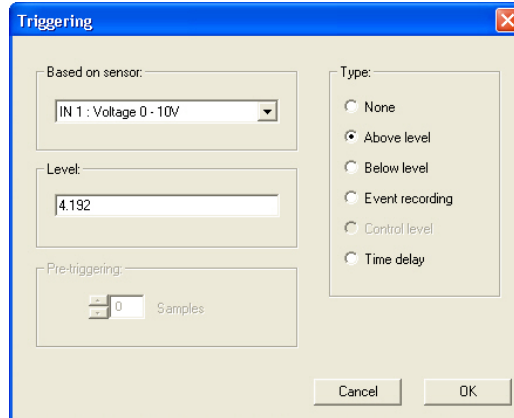 Triggering
Based on sensor:
IN 1 : Voltage 0 - 10V
Level:
4.192
Pre-triggering:
0 Samples
Type:
None
Above level
Below level
Event recording
Control level
Time delay
Cancel OK